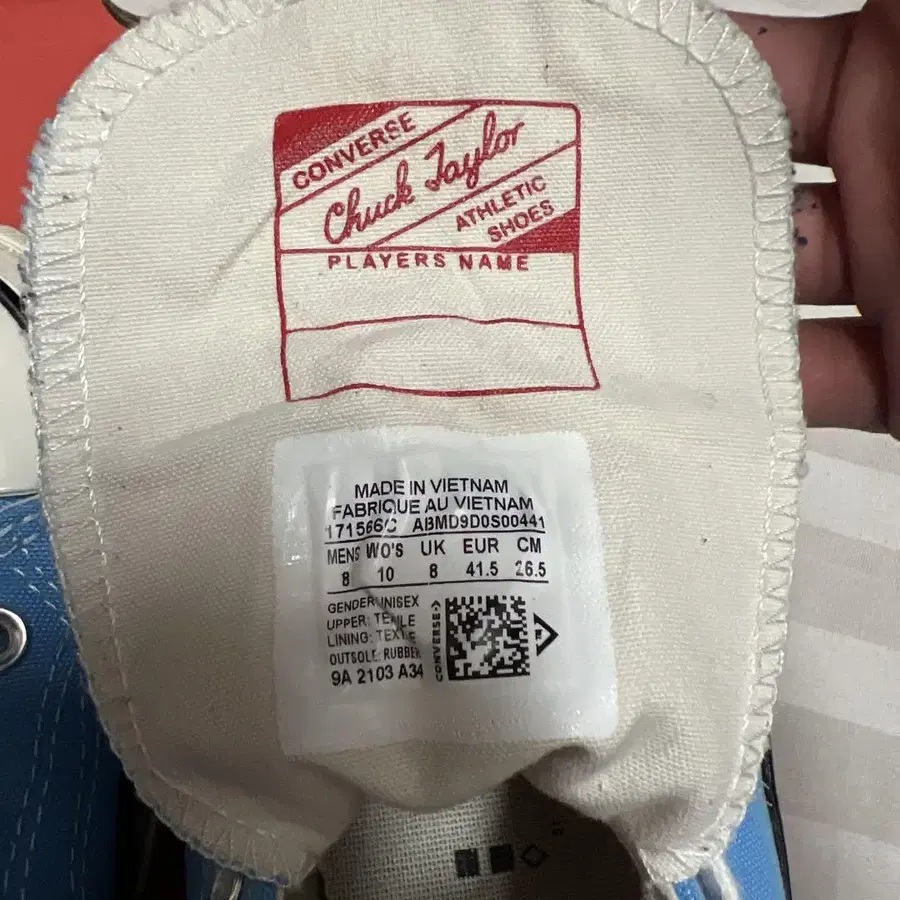 CONVERSE
Chuck Taylor
ATHLETIC
SHOES
PLAYERS NAME
MADE IN VIETNAM
FABRIQUE AU VIETNAM
171566C ABMD9D0S00441
MENS WO'S UK EUR CM
8 10 8 41.5 26.5
GENDER: UNISEX
UPPER: TEXTILE
LINING: TEXTILE
OUTSOLE: RUBBER
9A 2103 A34
CONVERSE